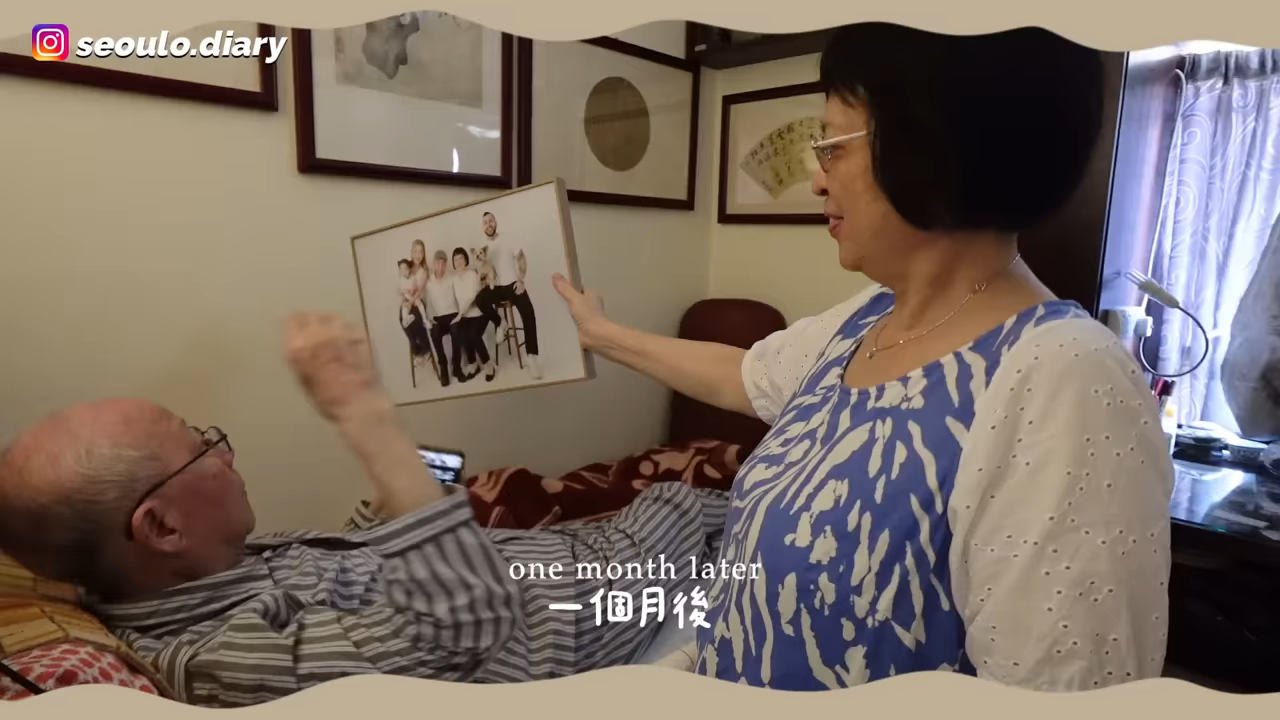 seoulo.diary
one month later
一個月後